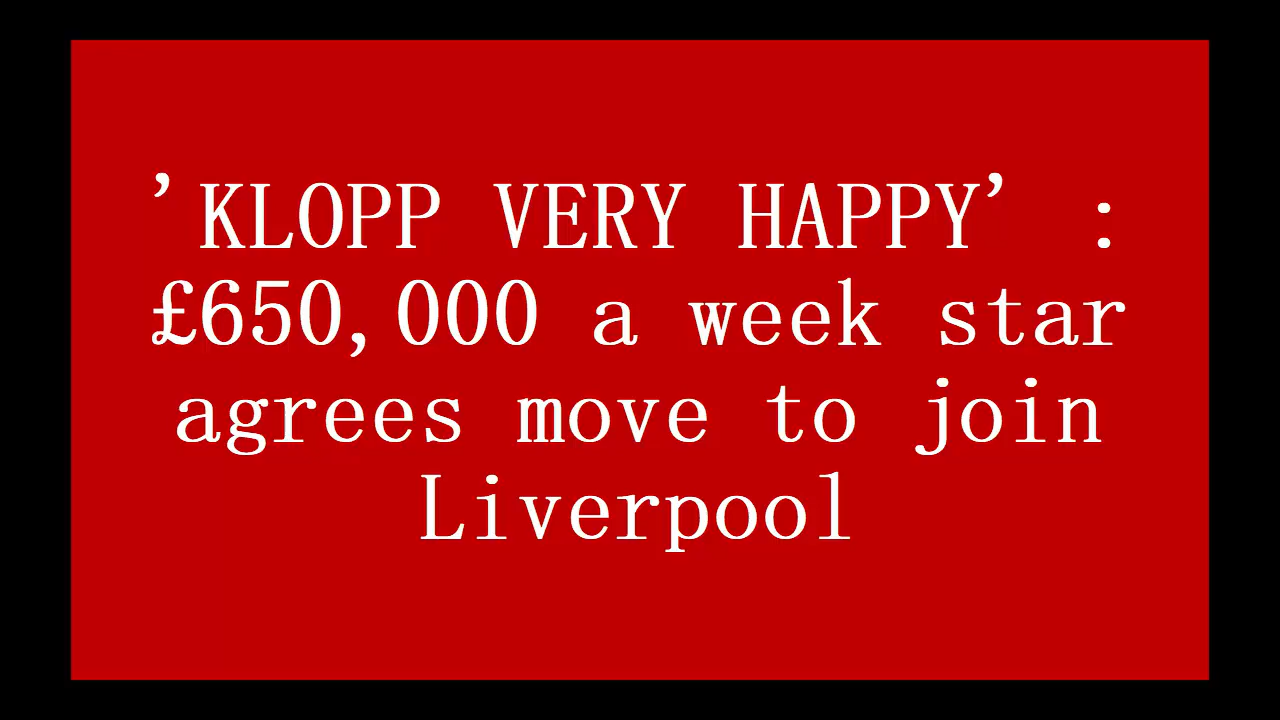 ’KLOPP VERY HAPPY’ :
£650,000 a week star
agrees move to join
Liverpool